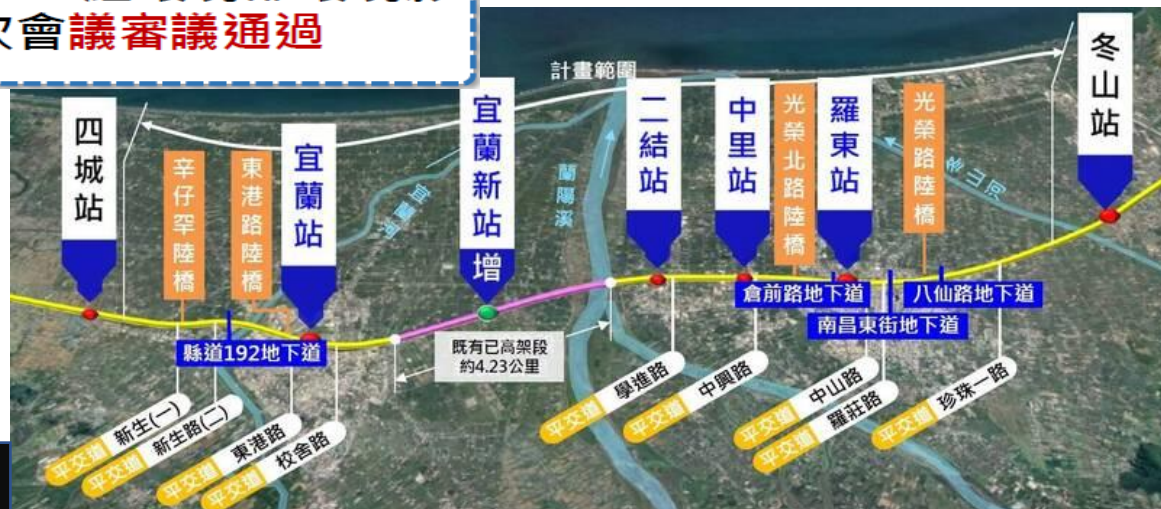 次會議審議通過
計畫範圍
四城站
辛仔罕陸橋
東港路陸橋
宜蘭站
宜蘭河
宜蘭新站
增
蘭陽溪
二結站
中里站
光榮北路陸橋
羅東站
光榮路陸橋
冬山河
冬山站
縣道192地下道
既有已高架段
約4.23公里
倉前路地下道
八仙路地下道
南昌東街地下道
平交道 新生(一)
平交道 新生路(二)
平交道 東港路
平交道 校舍路
平交道 學進路
平交道 中興路
平交道 中山路
平交道 羅莊路
平交道 珍珠一路